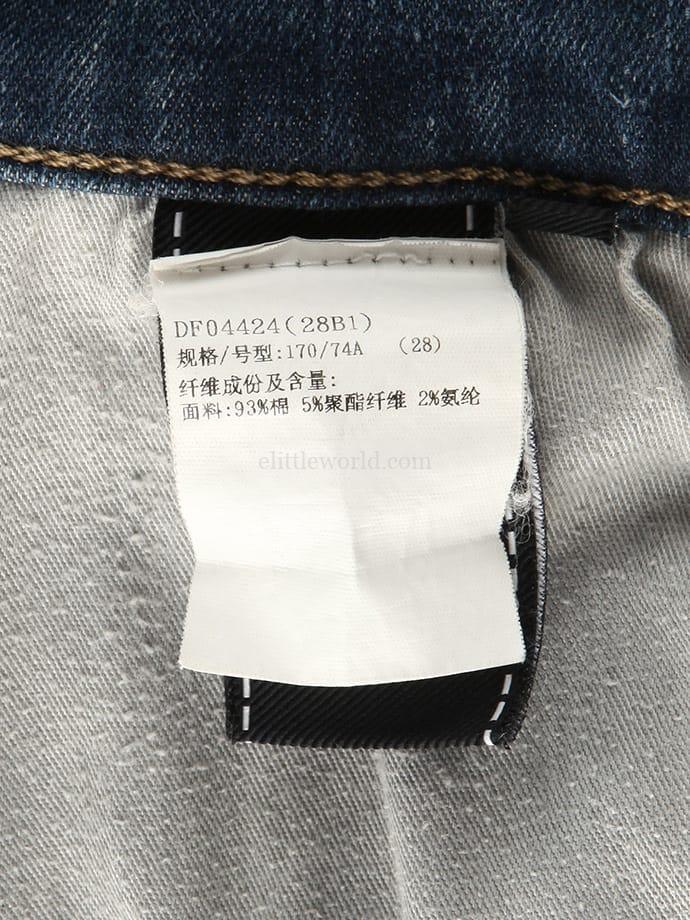 DF04424(28B1)
规格/号型:170/74A （28）
纤维成份及含量:
面料:93%棉 5%聚酯纤维 2%氨纶
elittleworld.com